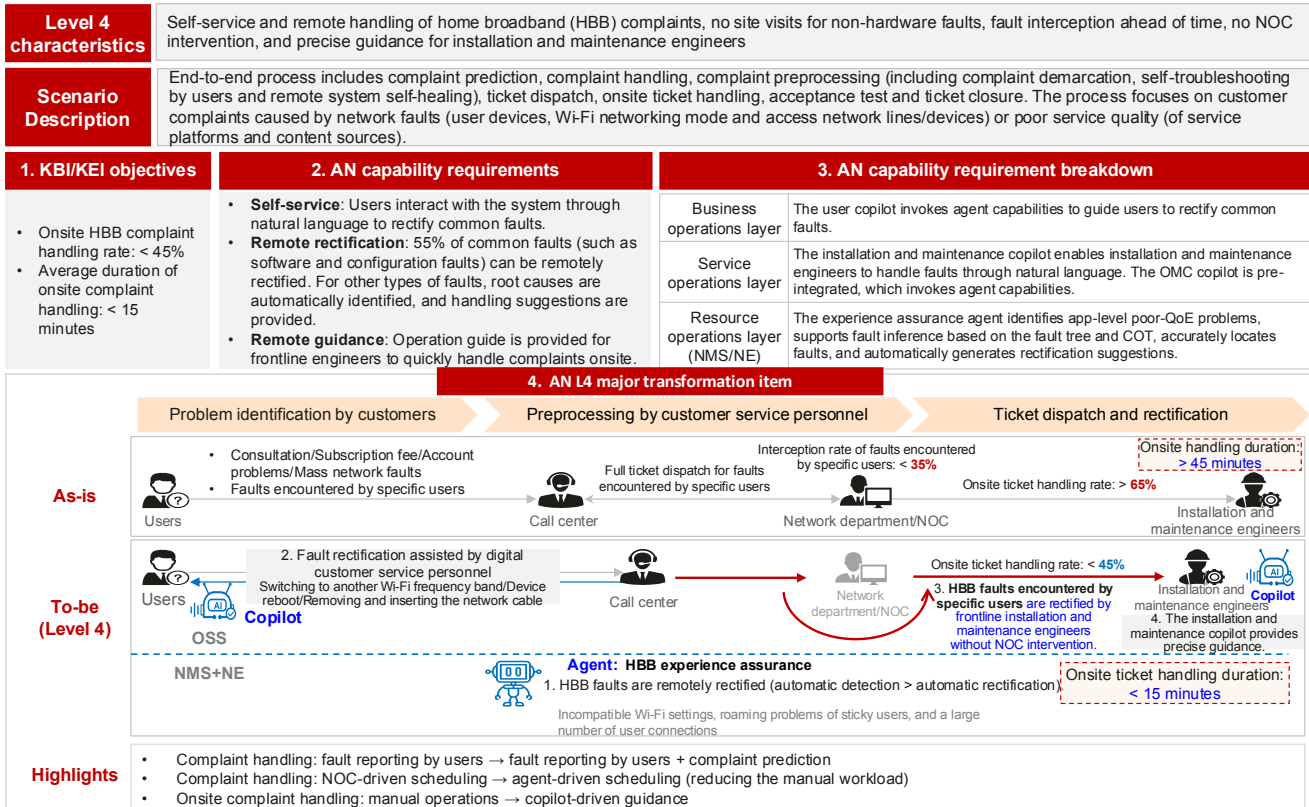 Level 4
characteristics
Self-service and remote handling of home broadband (HBB) complaints, no site visits for non-hardware faults, fault interception ahead of time, no NOC
intervention, and precise guidance for installation and maintenance engineers
Scenario
Description
End-to-end process includes complaint prediction, complaint handling, complaint preprocessing (including complaint demarcation, self-troubleshooting
by users and remote system self-healing), ticket dispatch, onsite ticket handling, acceptance test and ticket closure. The process focuses on customer
complaints caused by network faults (user devices, Wi-Fi networking mode and access network lines/devices) or poor service quality (of service
platforms and content sources).
1. KBI/KEI objectives
• Onsite HBB complaint
handling rate: < 45%
• Average duration of
onsite complaint
handling: < 15
minutes
2. AN capability requirements
• Self-service: Users interact with the system through
natural language to rectify common faults.
• Remote rectification: 55% of common faults (such as
software and configuration faults) can be remotely
rectified. For other types of faults, root causes are
automatically identified, and handling suggestions are
provided.
• Remote guidance: Operation guide is provided for
frontline engineers to quickly handle complaints onsite.
3. AN capability requirement breakdown
Business
operations layer
The user copilot invokes agent capabilities to guide users to rectify common
faults.
Service
operations layer
The installation and maintenance copilot enables installation and maintenance
engineers to handle faults through natural language. The OMC copilot is pre-
integrated, which invokes agent capabilities.
Resource
operations layer
(NMS/NE)
The experience assurance agent identifies app-level poor-QoE problems,
supports fault inference based on the fault tree and COT, accurately locates
faults, and automatically generates rectification suggestions.
4. AN L4 major transformation item
Problem identification by customers
Preprocessing by customer service personnel
Ticket dispatch and rectification
As-is
• Consultation/Subscription fee/Account
problems/Mass network faults
• Faults encountered by specific users
?
Users
Full ticket dispatch for faults
encountered by specific users
Call center
Interception rate of faults encountered
by specific users: < 35%
Network department/NOC
Onsite handling duration:
> 45 minutes
Onsite ticket handling rate: > 65%
Installation and
maintenance engineers
To-be
(Level 4)
?
Users
2. Fault rectification assisted by digital
customer service personnel
Switching to another Wi-Fi frequency band/Device
reboot/Removing and inserting the network cable
AI
Copilot
OSS
Call center
Network
department/NOC
Onsite ticket handling rate: < 45%
3. HBB faults encountered by
specific users are rectified by
frontline installation and
maintenance engineers
without NOC intervention.
Installation and
maintenance engineers
AI
Copilot
4. The installation and
maintenance copilot provides
precise guidance.
NMS+NE
Agent: HBB experience assurance
1. HBB faults are remotely rectified (automatic detection > automatic rectification)
Incompatible Wi-Fi settings, roaming problems of sticky users, and a large
number of user connections
Onsite ticket handling duration:
< 15 minutes
Highlights
• Complaint handling: fault reporting by users → fault reporting by users + complaint prediction
• Complaint handling: NOC-driven scheduling → agent-driven scheduling (reducing the manual workload)
• Onsite complaint handling: manual operations → copilot-driven guidance